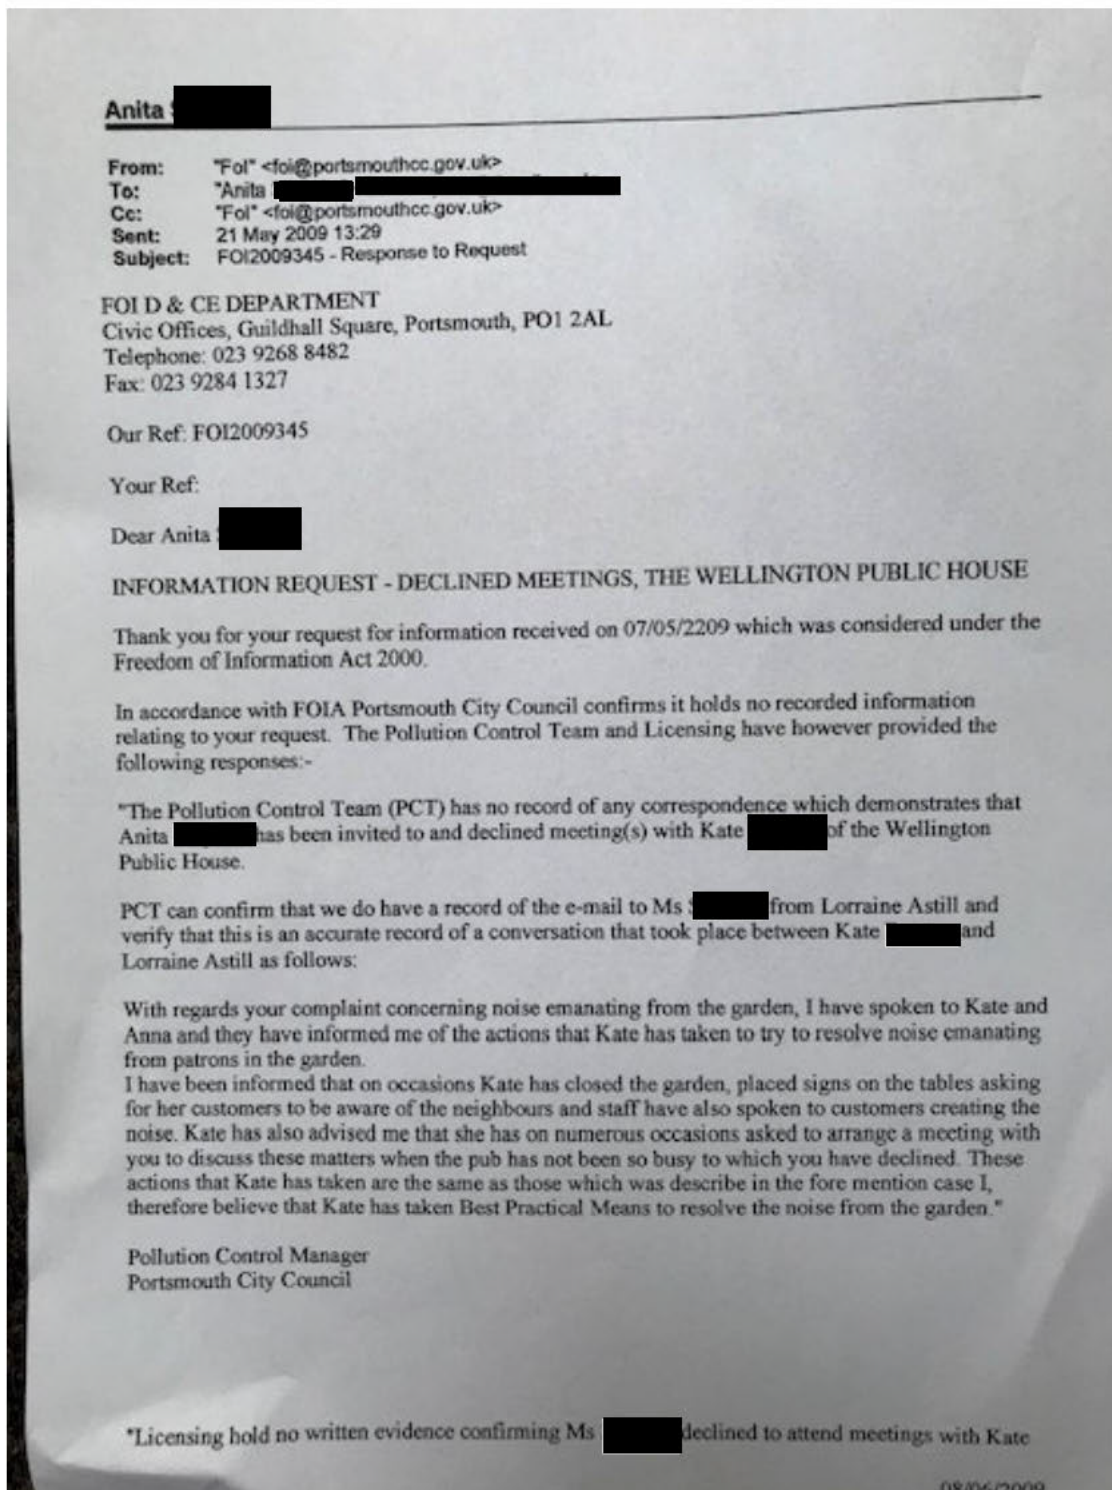 Anita
From: "FoI" <foi@portsmouthcc.gov.uk>
To: "Anita
Cc: "FoI" <foi@portsmouthcc.gov.uk>
Sent: 21 May 2009 13:29
Subject: FOI2009345 - Response to Request
FOI D & CE DEPARTMENT
Civic Offices, Guildhall Square, Portsmouth, PO1 2AL
Telephone: 023 9268 8482
Fax: 023 9284 1327
Our Ref: FOI2009345
Your Ref:
Dear Anita
INFORMATION REQUEST - DECLINED MEETINGS, THE WELLINGTON PUBLIC HOUSE
Thank you for your request for information received on 07/05/2209 which was considered under the
Freedom of Information Act 2000.
In accordance with FOIA Portsmouth City Council confirms it holds no recorded information
relating to your request. The Pollution Control Team and Licensing have however provided the
following responses:-
"The Pollution Control Team (PCT) has no record of any correspondence which demonstrates that
Anita has been invited to and declined meeting(s) with Kate of the Wellington
Public House.
PCT can confirm that we do have a record of the e-mail to Ms from Lorraine Astill and
verify that this is an accurate record of a conversation that took place between Kate and
Lorraine Astill as follows:
With regards your complaint concerning noise emanating from the garden, I have spoken to Kate and
Anna and they have informed me of the actions that Kate has taken to try to resolve noise emanating
from patrons in the garden.
I have been informed that on occasions Kate has closed the garden, placed signs on the tables asking
for her customers to be aware of the neighbours and staff have also spoken to customers creating the
noise. Kate has also advised me that she has on numerous occasions asked to arrange a meeting with
you to discuss these matters when the pub has not been so busy to which you have declined. These
actions that Kate has taken are the same as those which was describe in the fore mention case I,
therefore believe that Kate has taken Best Practical Means to resolve the noise from the garden."
Pollution Control Manager
Portsmouth City Council
"Licensing hold no written evidence confirming Ms declined to attend meetings with Kate
08/06/2009